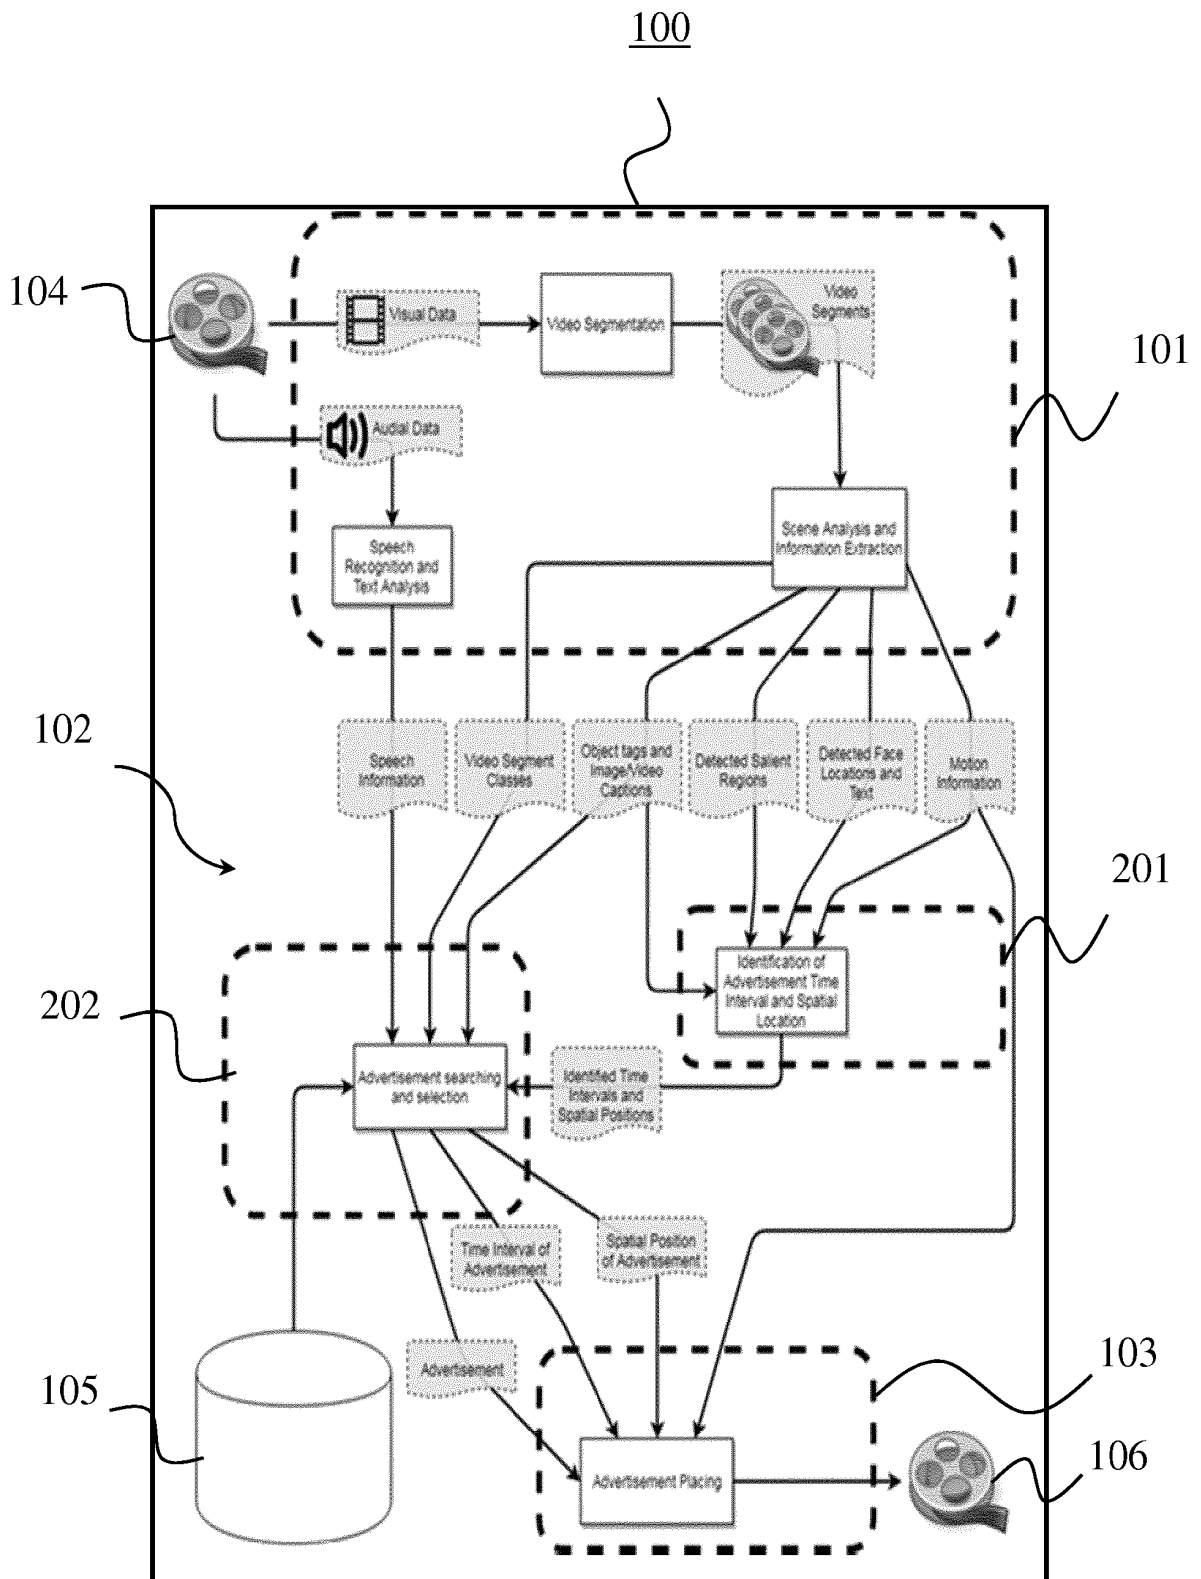 100
104
Visual Data
Video Segmentation
Video
Segments
101
Audial Data
Speech
Recognition and
Text Analysis
Scene Analysis and
Information Extraction
102
Speech
Information
Video Segment
Classes
Object tags and
Image/Video
Captions
Detected Salient
Regions
Detected Face
Locations and
Text
Motion
Information
201
Identification of
Advertisement Time
Interval and Spatial
Location
202
Advertisement searching
and selection
Identified Time
Intervals and
Spatial Positions
Time Interval of
Advertisement
Spatial Position
of Advertisement
Advertisement
103
105
Advertisement Placing
106